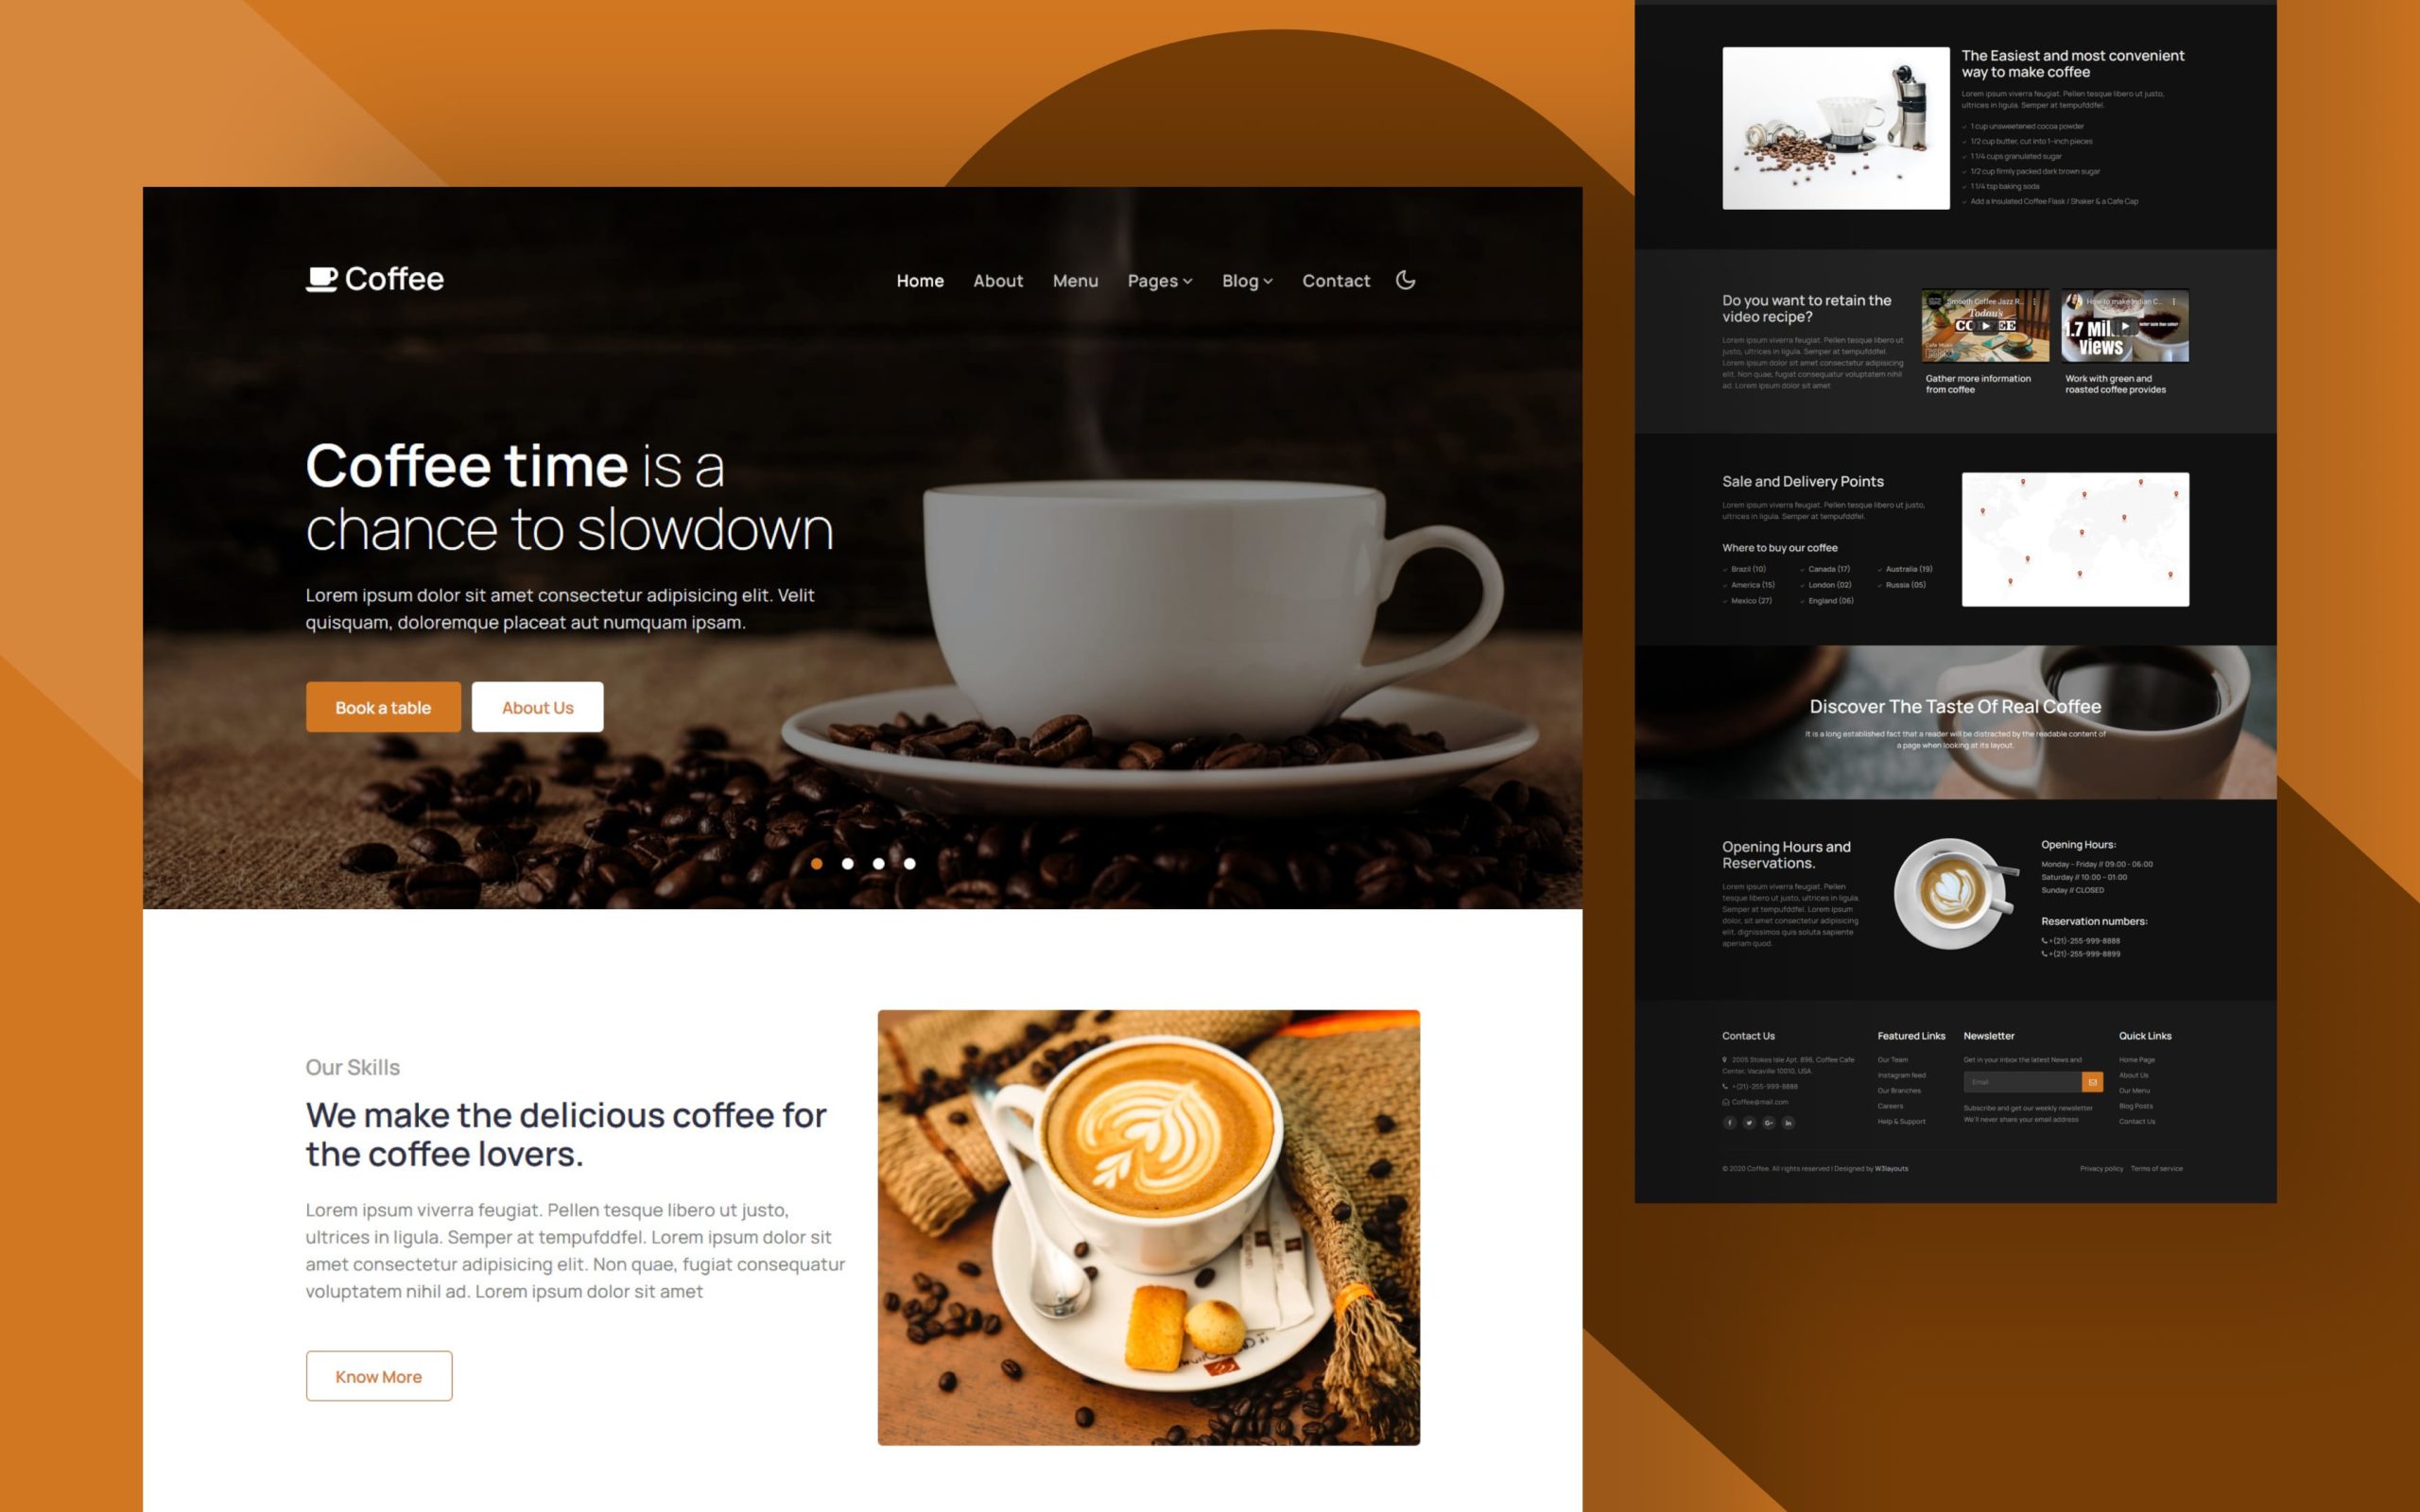 Coffee
Home About Menu Pages Blog Contact
Coffee time is a
chance to slowdown
Lorem ipsum dolor sit amet consectetur adipisicing elit. Velit
quisquam, doloremque placeat aut numquam ipsam.
Book a table About Us
Our Skills
We make the delicious coffee for
the coffee lovers.
Lorem ipsum viverra feugiat. Pellen tesque libero ut justo,
ultrices in ligula. Semper at tempufddfel. Lorem ipsum dolor sit
amet consectetur adipisicing elit. Non quae, fugiat consequatur
voluptatem nihil ad. Lorem ipsum dolor sit amet
Know More
The Easiest and most convenient
way to make coffee
Lorem ipsum viverra feugiat. Pellen tesque libero ut justo,
ultrices in ligula. Semper at tempufddfel.
1 cup unsweetened cocoa powder
1/2 cup butter, cut into 1-inch pieces
1 1/4 cups granulated sugar
1/2 cup firmly packed dark brown sugar
1 1/4 tsp baking soda
Add a Insulated Coffee Flask / Shaker & a Cafe Cap
Do you want to retain the
video recipe?
Lorem ipsum viverra feugiat. Pellen tesque libero ut
justo, ultrices in ligula. Semper at tempufddfel.
Lorem ipsum dolor sit amet consectetur adipisicing
elit. Non quae, fugiat consequatur voluptatem nihil
ad. Lorem ipsum dolor sit amet
Smooth Coffee Jazz R...
Today's
Gather more information
from coffee
How to make Indian C...
1.7 Mil.
views
Work with green and
roasted coffee provides
Sale and Delivery Points
Lorem ipsum viverra feugiat. Pellen tesque libero ut justo,
ultrices in ligula. Semper at tempufddfel.
Where to buy our coffee
Brazil (10) Canada (17) Australia (19)
America (15) London (02) Russia (05)
Mexico (27) England (06)
Discover The Taste Of Real Coffee
It is a long established fact that a reader will be distracted by the readable content of
a page when looking at its layout.
Opening Hours and
Reservations.
Lorem ipsum viverra feugiat. Pellen
tesque libero ut justo, ultrices in ligula.
Semper at tempufddfel. Lorem ipsum
dolor, sit amet consectetur adipisicing
elit. dignissimos quis soluta sapiente
aperiam quod.
Opening Hours:
Monday - Friday // 09:00 - 06:00
Saturday // 10:00 - 01:00
Sunday // CLOSED
Reservation numbers:
+(21)-255-999-8888
+(21)-255-999-8899
Contact Us
2005 Stokes Isle Apt. 896, Coffee Cafe
Center, Vacaville 10010, USA
+(21)-255-999-8888
Coffee@mail.com
Featured Links
Our Team
Instagram feed
Our Branches
Careers
Help & Support
Newsletter
Get in your inbox the latest News and
Email
Subscribe and get our weekly newsletter
We'll never share your email address
Quick Links
Home Page
About Us
Our Menu
Blog Posts
Contact Us
© 2020 Coffee. All rights reserved | Designed by W3layouts
Privacy policy Terms of service